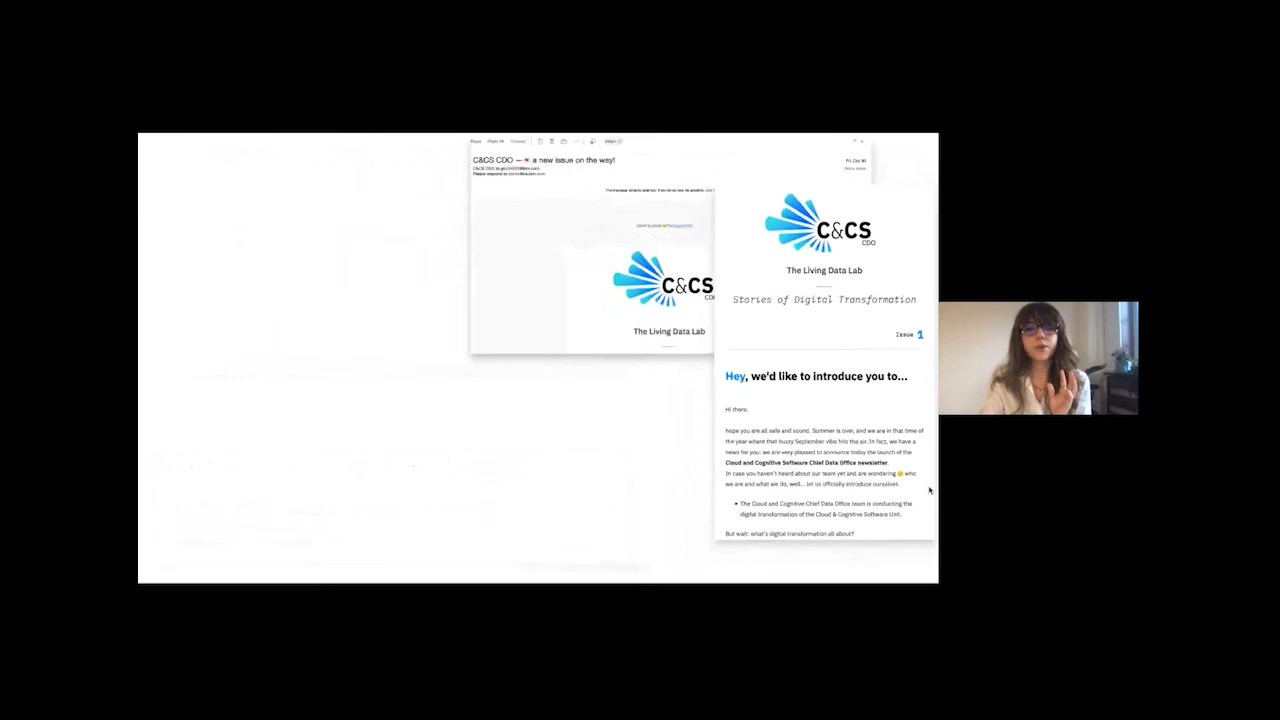 C&CS CDO — 💌 a new issue on the way!
Fri, Oct 30
The Living Data Lab
C&CS
CDO
The Living Data Lab
Stories of Digital Transformation
Issue 1
Hey, we'd like to introduce you to...
Hi there,
hope you are all safe and sound. Summer is over, and we are in that time of
the year where that buzzy September vibe hits the air. In fact, we have a
news for you: we are very pleased to announce today the launch of the
Cloud and Cognitive Software Chief Data Office newsletter.
In case you haven't heard about our team yet and are wondering 🧐 who
we are and what we do, well... let us officially introduce ourselves.
• The Cloud and Cognitive Chief Data Office team is conducting the
digital transformation of the Cloud & Cognitive Software Unit.
But wait: what's digital transformation all about?